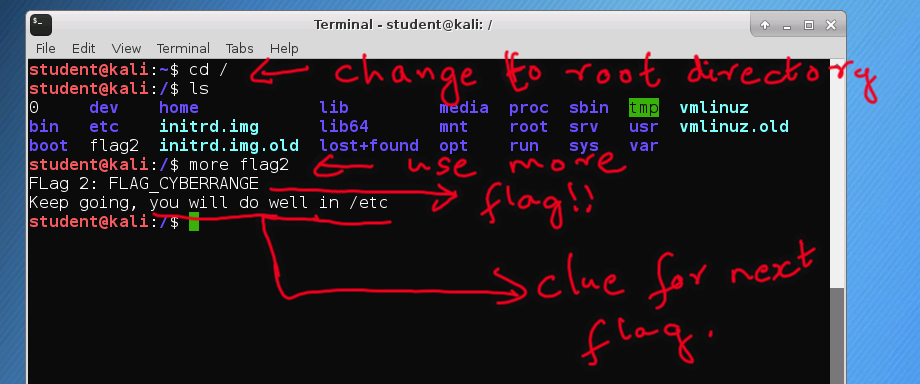 Terminal - student@kali: /
File Edit View Terminal Tabs Help
student@kali:~$ cd / ← change to root directory
student@kali:/$ ls
0 dev home lib media proc sbin tmp vmlinuz
bin etc initrd.img lib64 mnt root srv usr vmlinuz.old
boot flag2 initrd.img.old lost+found opt run sys var
student@kali:/$ more flag2 ← use more
FLag 2: FLAG_CYBERRANGE → flag!!
Keep going, you will do well in /etc
student@kali:/$
clue for next
flag.